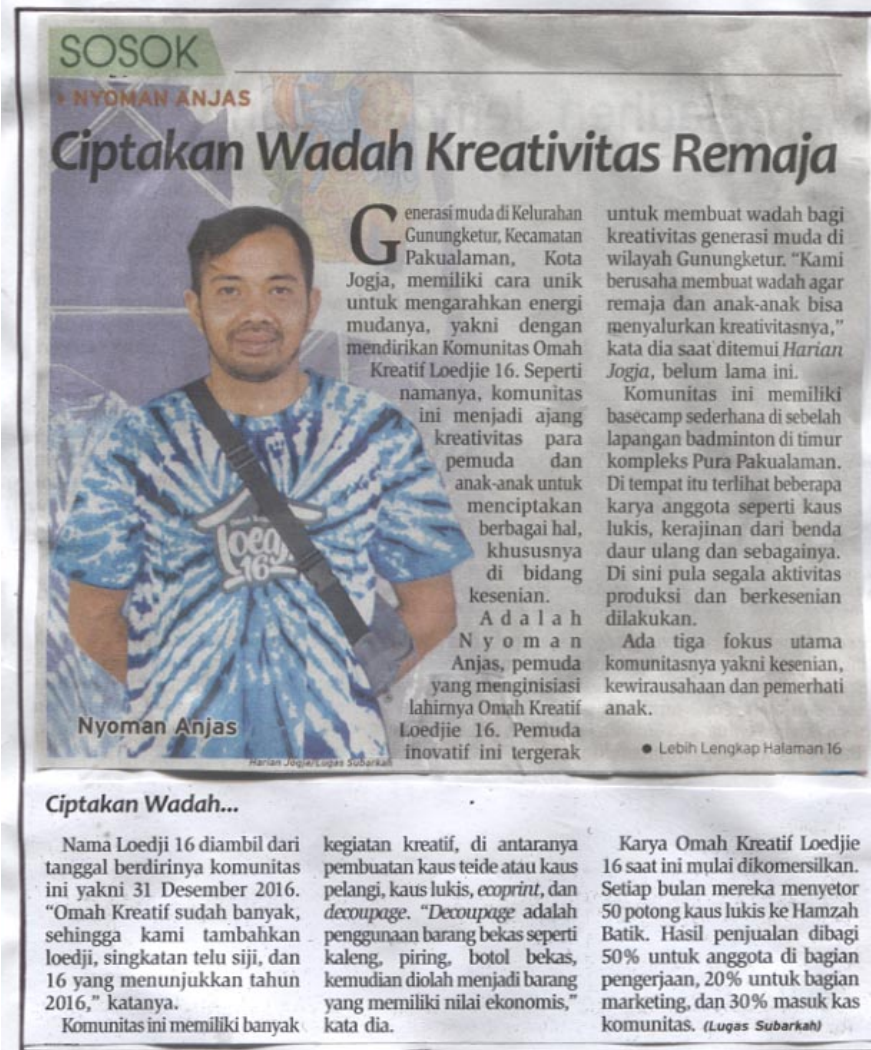 SOSOK
NYOMAN ANJAS
Ciptakan Wadah Kreativitas Remaja
Generasi muda di Kelurahan
Gunungketur, Kecamatan
Pakualaman, Kota
Jogja, memiliki cara unik
untuk mengarahkan energi
mudanya, yakni dengan
mendirikan Komunitas Omah
Kreatif Loedjie 16. Seperti
namanya, komunitas
ini menjadi ajang
kreativitas para
pemuda dan
anak-anak untuk
menciptakan
berbagai hal,
khususnya
di bidang
kesenian.
Adalah
Nyoman
Anjas, pemuda
yang menginisiasi
lahirnya Omah Kreatif
Loedjie 16. Pemuda
inovatif ini tergerak
untuk membuat wadah bagi
kreativitas generasi muda di
wilayah Gunungketur. "Kami
berusaha membuat wadah agar
remaja dan anak-anak bisa
menyalurkan kreativitasnya,"
kata dia saat ditemui Harian
Jogja, belum lama ini.
Komunitas ini memiliki
basecamp sederhana di sebelah
lapangan badminton di timur
kompleks Pura Pakualaman.
Di tempat itu terlihat beberapa
karya anggota seperti kaus
lukis, kerajinan dari benda
daur ulang dan sebagainya.
Di sini pula segala aktivitas
produksi dan berkesenian
dilakukan.
Ada tiga fokus utama
komunitasnya yakni kesenian,
kewirausahaan dan pemerhati
anak.
● Lebih Lengkap Halaman 16
Loedji
16
Nyoman Anjas
Harian Jogja/Lugas Subarkah
Ciptakan Wadah...
Nama Loedji 16 diambil dari
tanggal berdirinya komunitas
ini yakni 31 Desember 2016.
"Omah Kreatif sudah banyak,
sehingga kami tambahkan
loedji, singkatan telu siji, dan
16 yang menunjukkan tahun
2016," katanya.
Komunitas ini memiliki banyak
kegiatan kreatif, di antaranya
pembuatan kaus teide atau kaus
pelangi, kaus lukis, ecoprint, dan
decoupage. "Decoupage adalah
penggunaan barang bekas seperti
kaleng, piring, botol bekas,
kemudian diolah menjadi barang
yang memiliki nilai ekonomis,"
kata dia.
Karya Omah Kreatif Loedjie
16 saat ini mulai dikomersilkan.
Setiap bulan mereka menyetor
50 potong kaus lukis ke Hamzah
Batik. Hasil penjualan dibagi
50% untuk anggota di bagian
pengerjaan, 20% untuk bagian
marketing, dan 30% masuk kas
komunitas. (Lugas Subarkah)